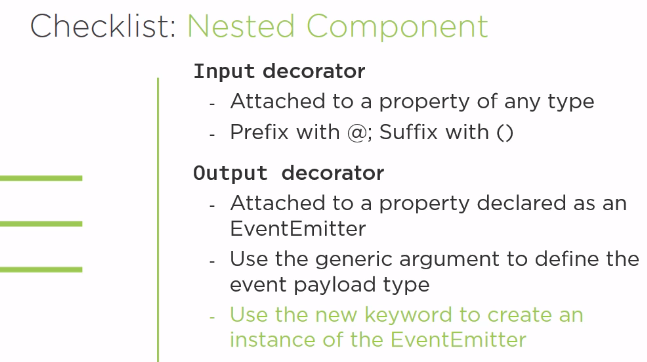 Checklist: Nested Component
Input decorator
- Attached to a property of any type
- Prefix with @; Suffix with ()
Output decorator
- Attached to a property declared as an
EventEmitter
- Use the generic argument to define the
event payload type
- Use the new keyword to create an
instance of the EventEmitter